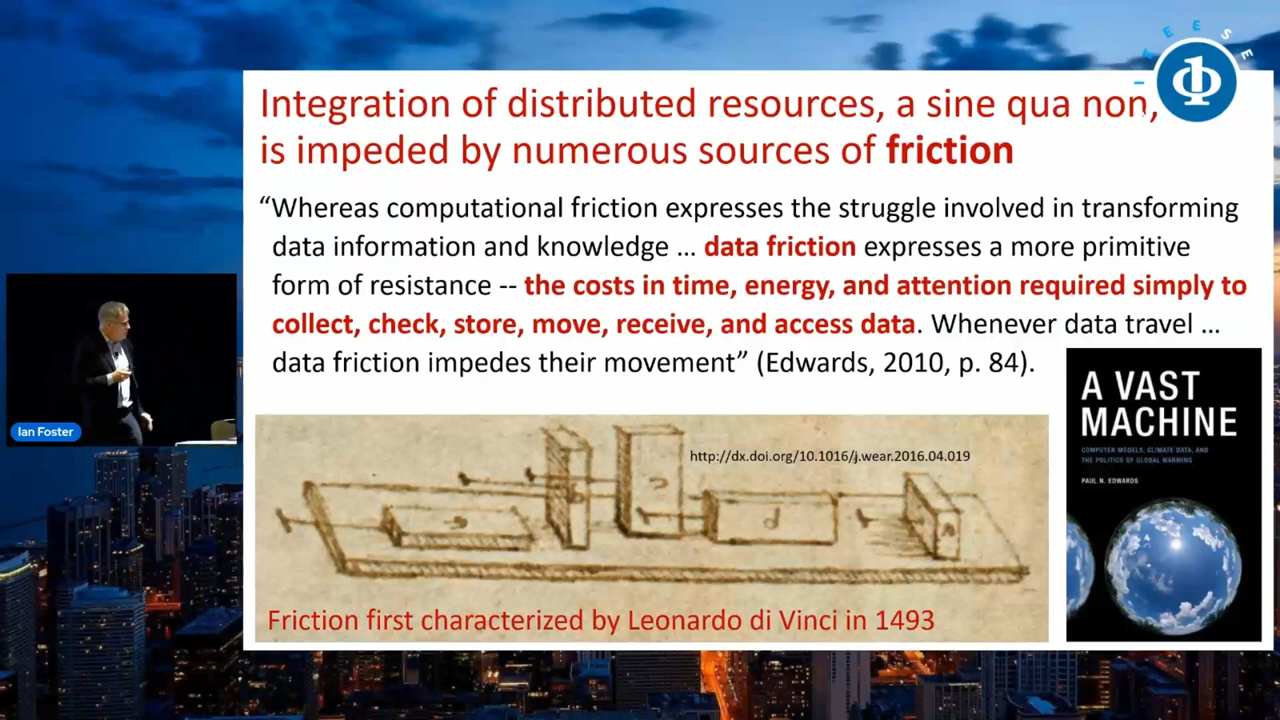 Integration of distributed resources, a sine qua non,
is impeded by numerous sources of friction
“Whereas computational friction expresses the struggle involved in transforming
data information and knowledge … data friction expresses a more primitive
form of resistance -- the costs in time, energy, and attention required simply to
collect, check, store, move, receive, and access data. Whenever data travel …
data friction impedes their movement” (Edwards, 2010, p. 84).
http://dx.doi.org/10.1016/j.wear.2016.04.019
Friction first characterized by Leonardo di Vinci in 1493
A VAST
MACHINE
COMPUTER MODELS, CLIMATE DATA, AND
THE POLITICS OF GLOBAL WARMING
PAUL N. EDWARDS
Ian Foster